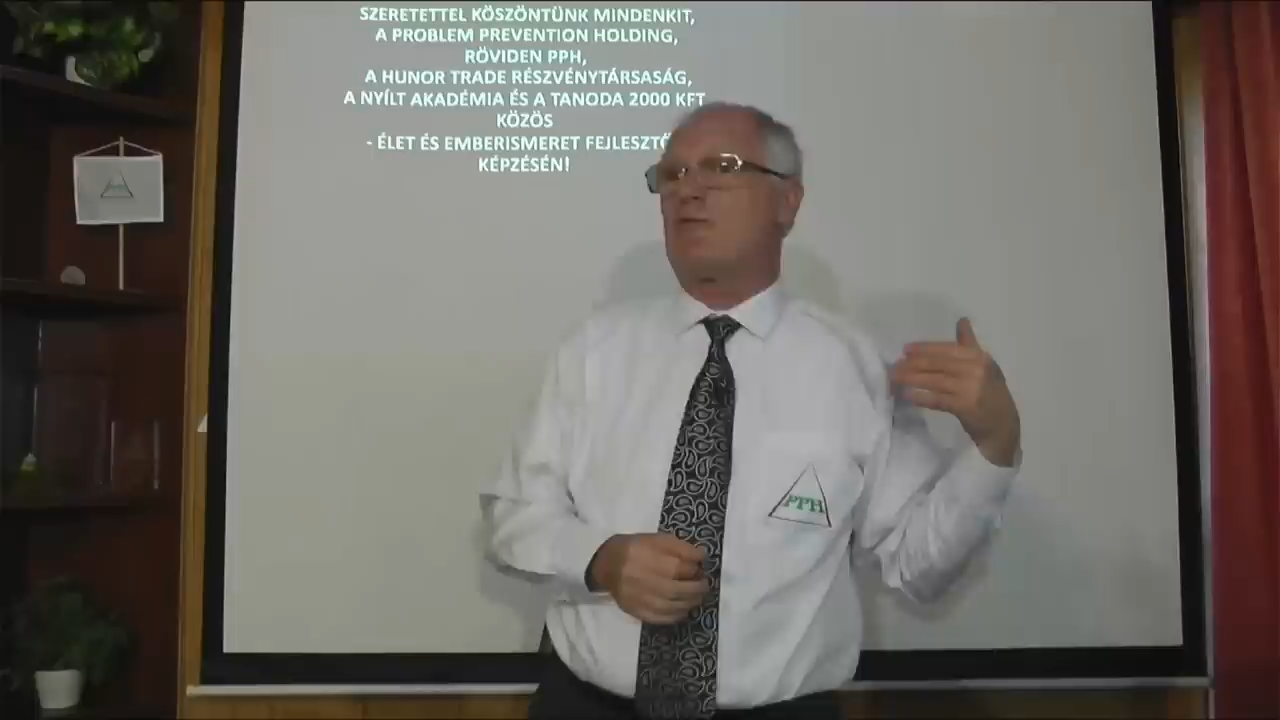 SZERETETTEL KÖSZÖNTÜNK MINDENKIT,
A PROBLEM PREVENTION HOLDING,
RÖVIDEN PPH,
A HUNOR TRADE RÉSZVÉNYTÁRSASÁG,
A NYÍLT AKADÉMIA ÉS A TANODA 2000 KFT
KÖZÖS
- ÉLET ÉS EMBERISMERET FEJLESZTŐ
KÉPZÉSÉN!
PPH